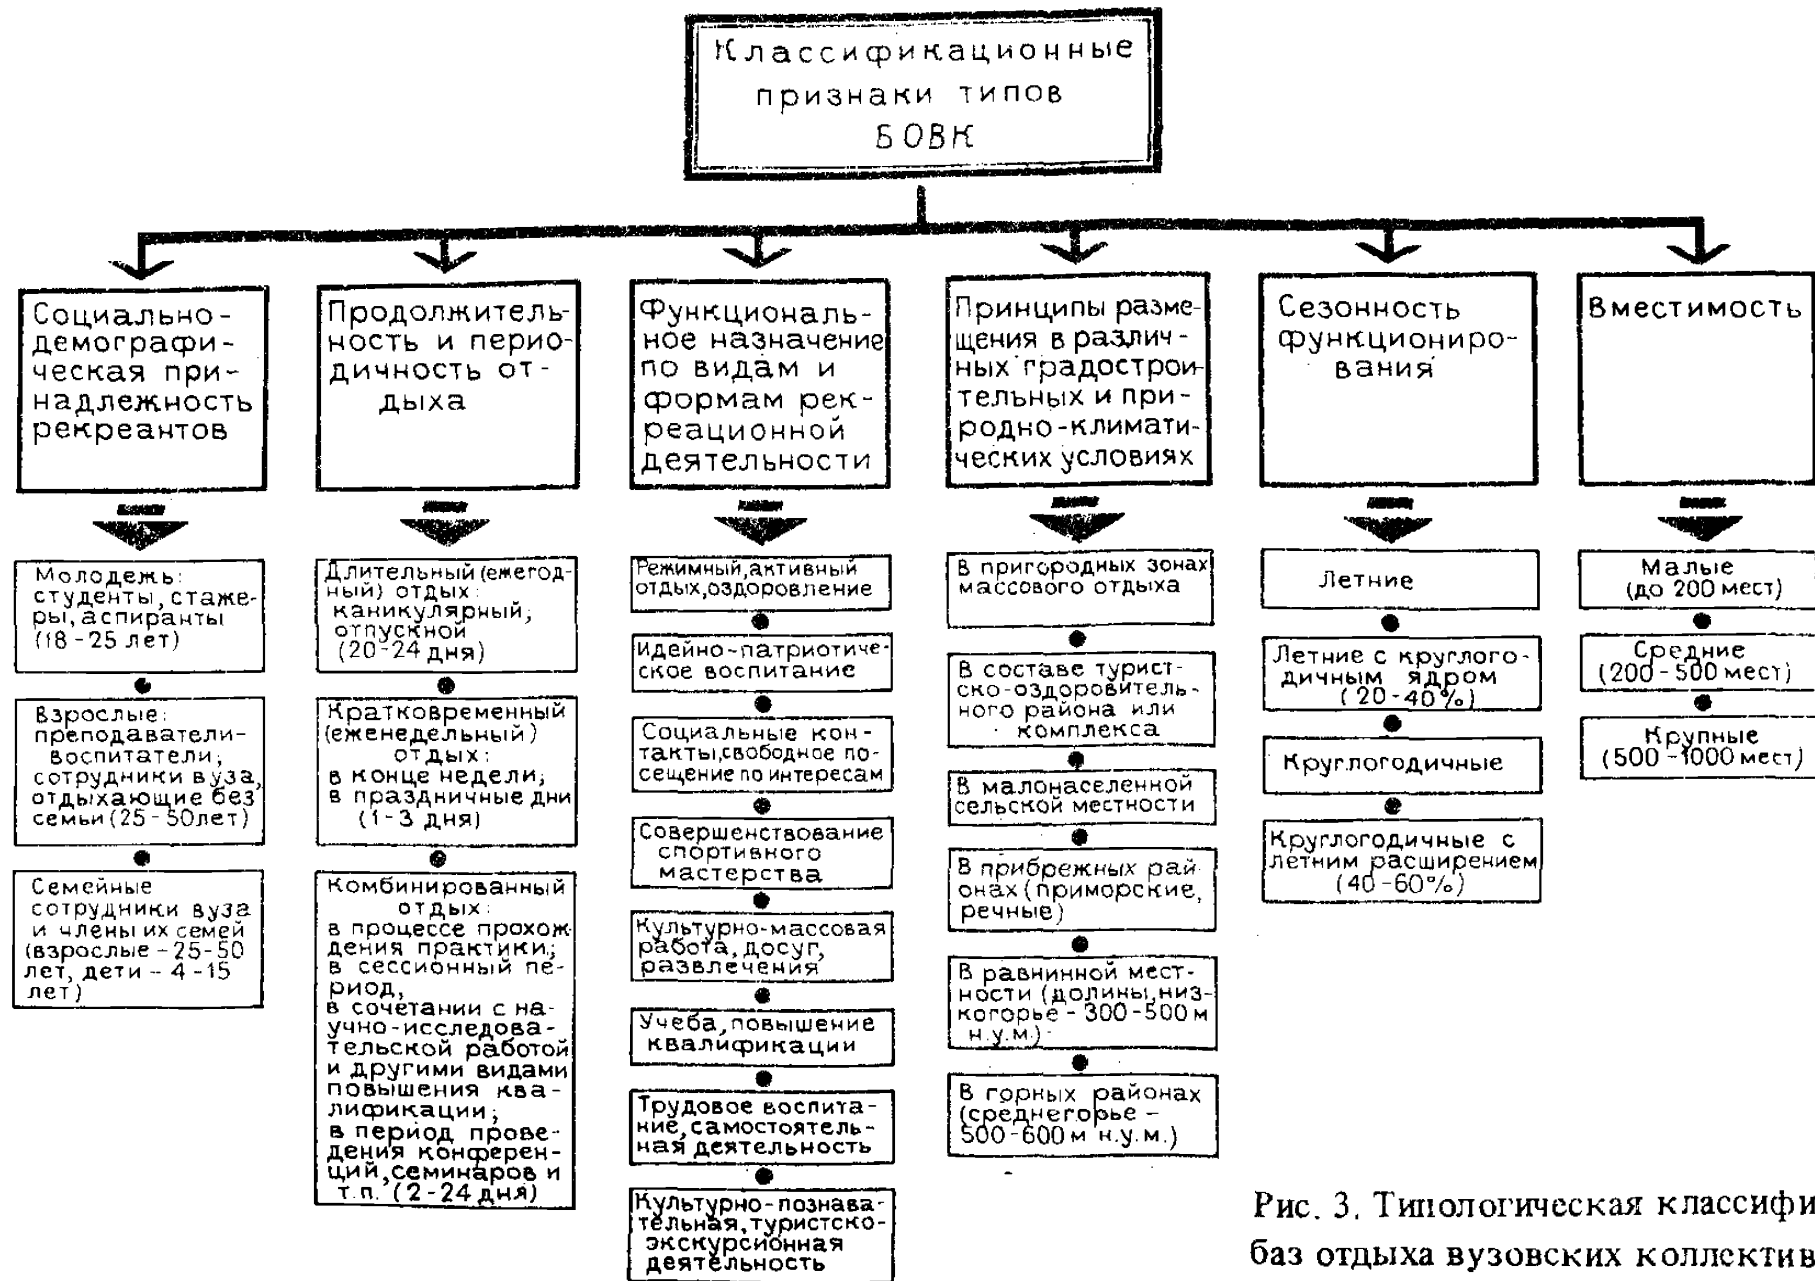 Классификационные
признаки типов
БОВК
Социально-
демографи-
ческая при-
надлежность
рекреантов
Молодежь:
студенты, стаже-
ры, аспиранты
(18-25 лет)
Взрослые:
преподаватели-
воспитатели;
сотрудники вуза,
отдыхающие без
семьи (25-50 лет)
Семейные
сотрудники вуза
и члены их семей
(взрослые - 25-50
лет, дети - 4-15
лет)
Продолжитель-
ность и перио-
дичность от-
дыха
Длительный (ежегод-
ный) отдых:
каникулярный;
отпускной
(20-24 дня)
Кратковременный
(еженедельный)
отдых:
в конце недели;
в праздничные дни
(1-3 дня)
Комбинированный
отдых:
в процессе прохож-
дения практики;
в сессионный пе-
риод,
в сочетании с на-
учно-исследова-
тельской работой
и другими видами
повышения ква-
лификации;
в период прове-
дения конферен-
ций, семинаров и
т.п. (2-24 дня)
Функциональ-
ное назначение
по видам и
формам рек-
реационной
деятельности
Режимный, активный
отдых, оздоровление
Идейно-патриотиче-
ское воспитание
Социальные кон-
такты, свободное по-
сещение по интересам
Совершенствование
спортивного
мастерства
Культурно-массовая
работа, досуг,
развлечения
Учеба, повышение
квалификации
Трудовое воспита-
ние, самостоятель-
ная деятельность
Культурно-познава-
тельная, туристско-
экскурсионная
деятельность
Принципы разме-
щения в различ-
ных градострои-
тельных и при-
родно-климати-
ческих условиях
В пригородных зонах
массового отдыха
В составе турист-
ско-оздоровитель-
ного района или
комплекса
В малонаселенной
сельской местности
В прибрежных рай
онах (приморские,
речные)
В равнинной мест-
ности (долины, низ-
когорье - 300-500 м
н.у.м.)
В горных районах
(среднегорье -
500-600 м н.у.м.)
Сезонность
функциониро-
вания
Летние
Летние с круглого-
дичным ядром
(20-40%)
Круглогодичные
Круглогодичные с
летним расширением
(40-60%)
Вместимость
Малые
(до 200 мест)
Средние
(200-500 мест)
Крупные
(500-1000 мест)
Рис. 3. Типологическая классифи
баз отдыха вузовских коллектив